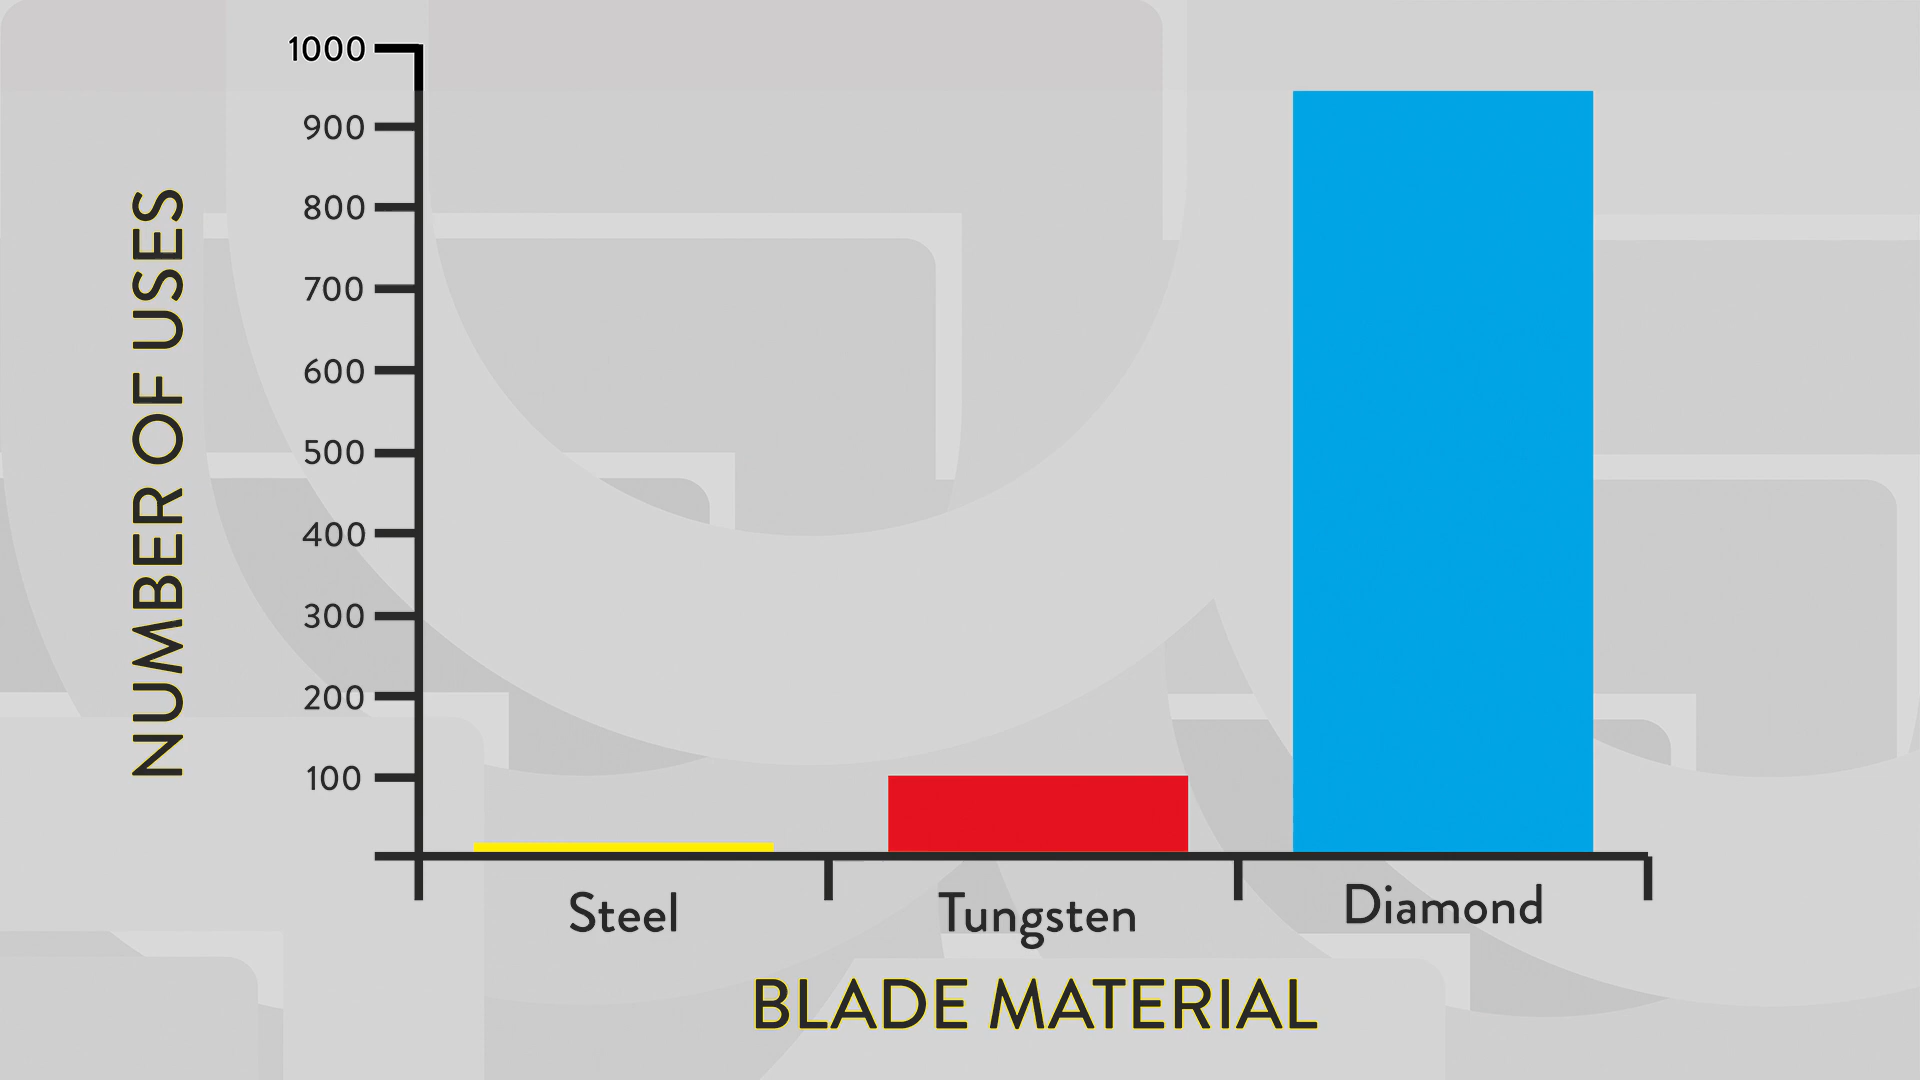 1000
900
800
700
600
500
400
300
200
100
NUMBER OF USES
Steel
Tungsten
Diamond
BLADE MATERIAL